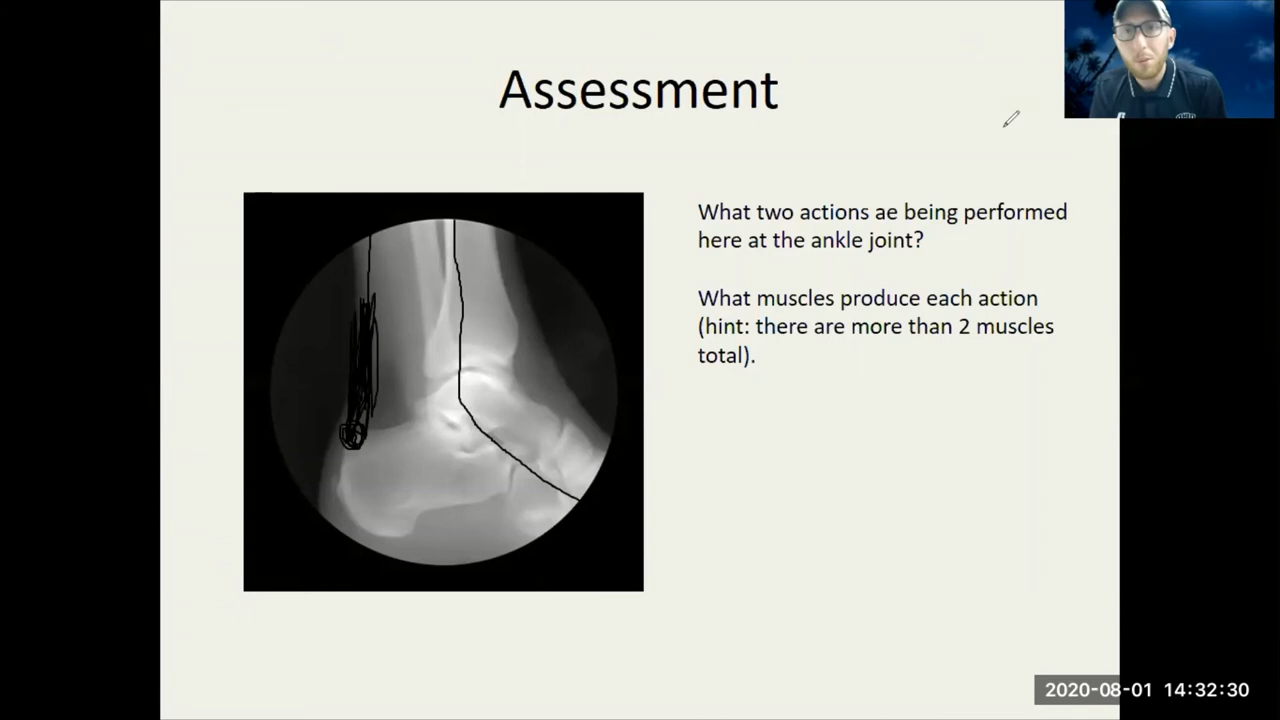 Assessment
What two actions ae being performed
here at the ankle joint?
What muscles produce each action
(hint: there are more than 2 muscles
total).
2020-08-01 14:32:30